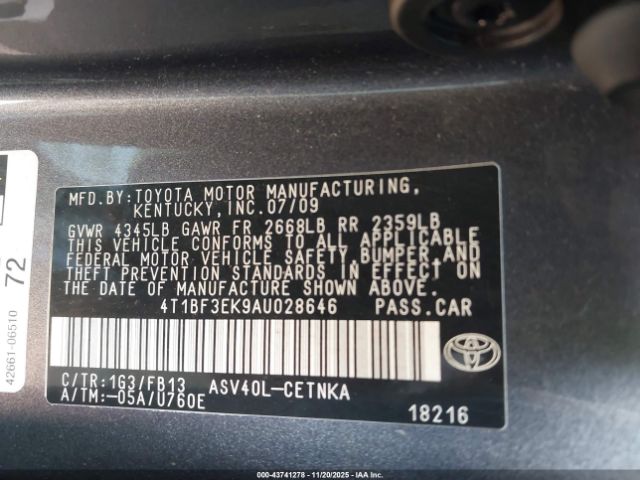 MFD.BY:TOYOTA MOTOR MANUFACTURING,
KENTUCKY,INC.07/09
GVWR 4345LB GAWR FR 2668LB RR 2359LB
THIS VEHICLE CONFORMS TO ALL APPLICABLE
FEDERAL MOTOR VEHICLE SAFETY,BUMPER,AND
THEFT PREVENTION STANDARDS IN EFFECT ON
THE DATE OF MANUFACTURE SHOWN ABOVE.
4T1BF3EK9AU028646 PASS.CAR
C/TR:1G3/FB13 ASV40L-CETNKA
A/TM:-05A/U760E
18216
TOYOTA
42661-06510
72
000-43741278 — 11/20/2025 — IAA Inc.